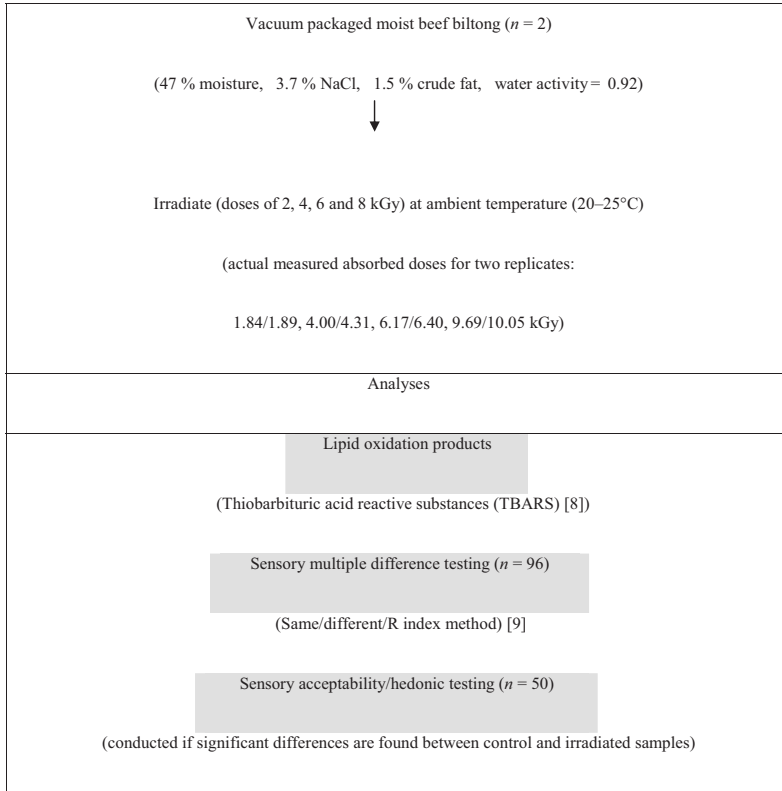 Vacuum packaged moist beef biltong (n = 2)
(47 % moisture, 3.7 % NaCl, 1.5 % crude fat, water activity = 0.92)
Irradiate (doses of 2, 4, 6 and 8 kGy) at ambient temperature (20–25°C)
(actual measured absorbed doses for two replicates:
1.84/1.89, 4.00/4.31, 6.17/6.40, 9.69/10.05 kGy)
Analyses
Lipid oxidation products
(Thiobarbituric acid reactive substances (TBARS) [8])
Sensory multiple difference testing (n = 96)
(Same/different/R index method) [9]
Sensory acceptability/hedonic testing (n = 50)
(conducted if significant differences are found between control and irradiated samples)